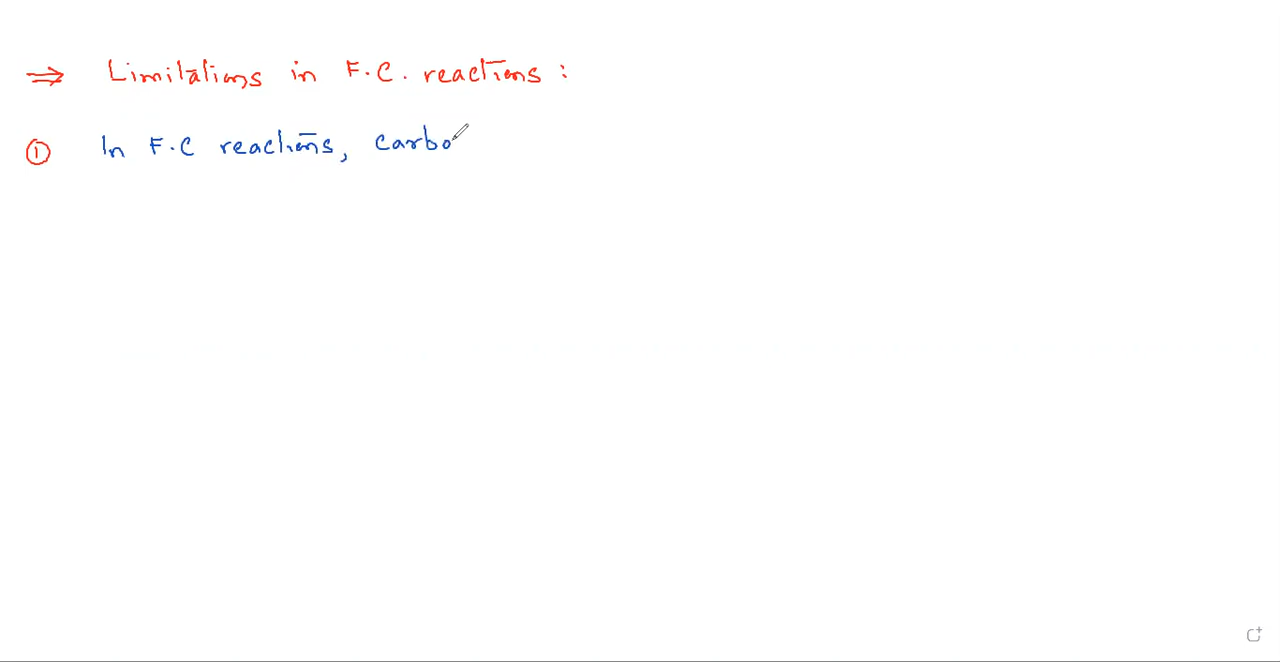 ⇒ Limitations in F.C. reactions :
① In F.C reactions, carbo